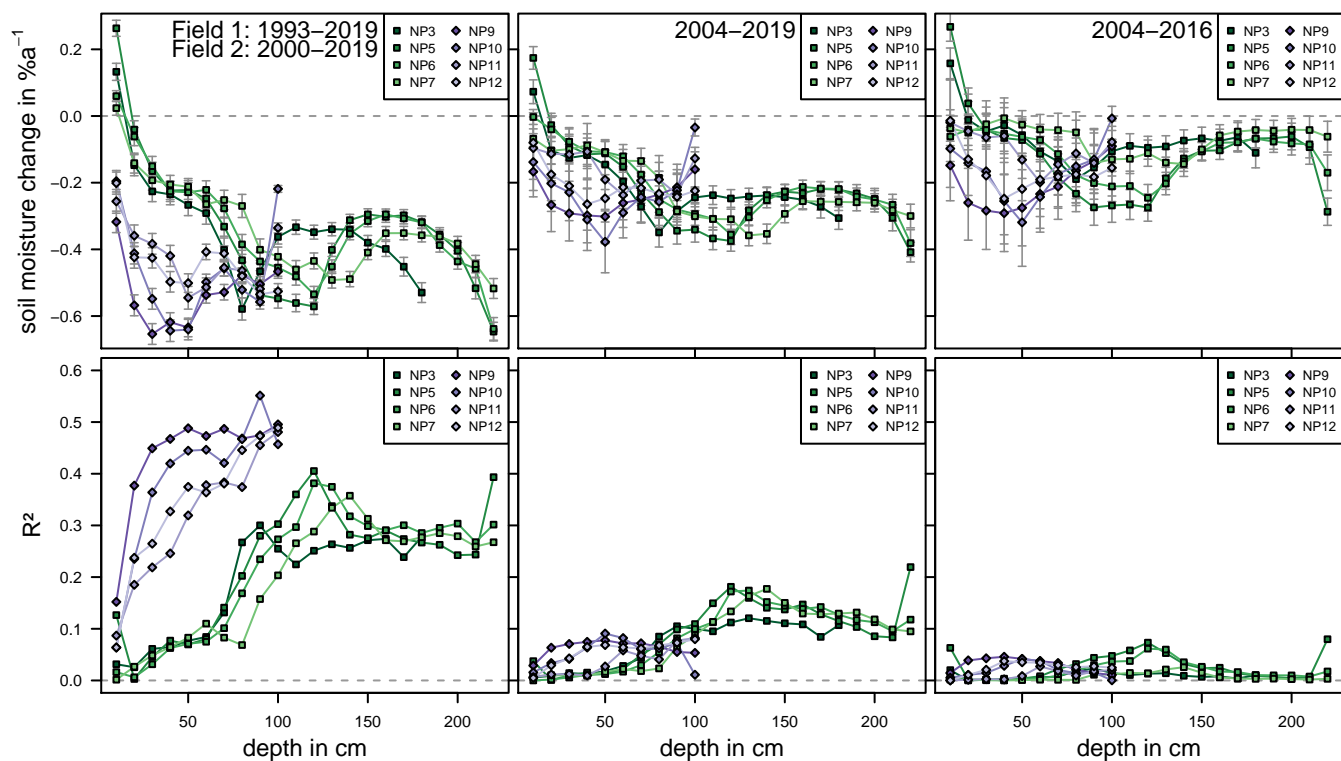 Field 1: 1993−2019
Field 2: 2000−2019
NP3 NP9
NP5 NP10
NP6 NP11
NP7 NP12
2004−2019
NP3 NP9
NP5 NP10
NP6 NP11
NP7 NP12
2004−2016
NP3 NP9
NP5 NP10
NP6 NP11
NP7 NP12
soil moisture change in %a⁻¹
0.2
0.0
−0.2
−0.4
−0.6
NP3 NP9
NP5 NP10
NP6 NP11
NP7 NP12
NP3 NP9
NP5 NP10
NP6 NP11
NP7 NP12
NP3 NP9
NP5 NP10
NP6 NP11
NP7 NP12
R²
0.6
0.5
0.4
0.3
0.2
0.1
0.0
50 100 150 200
50 100 150 200
50 100 150 200
depth in cm
depth in cm
depth in cm